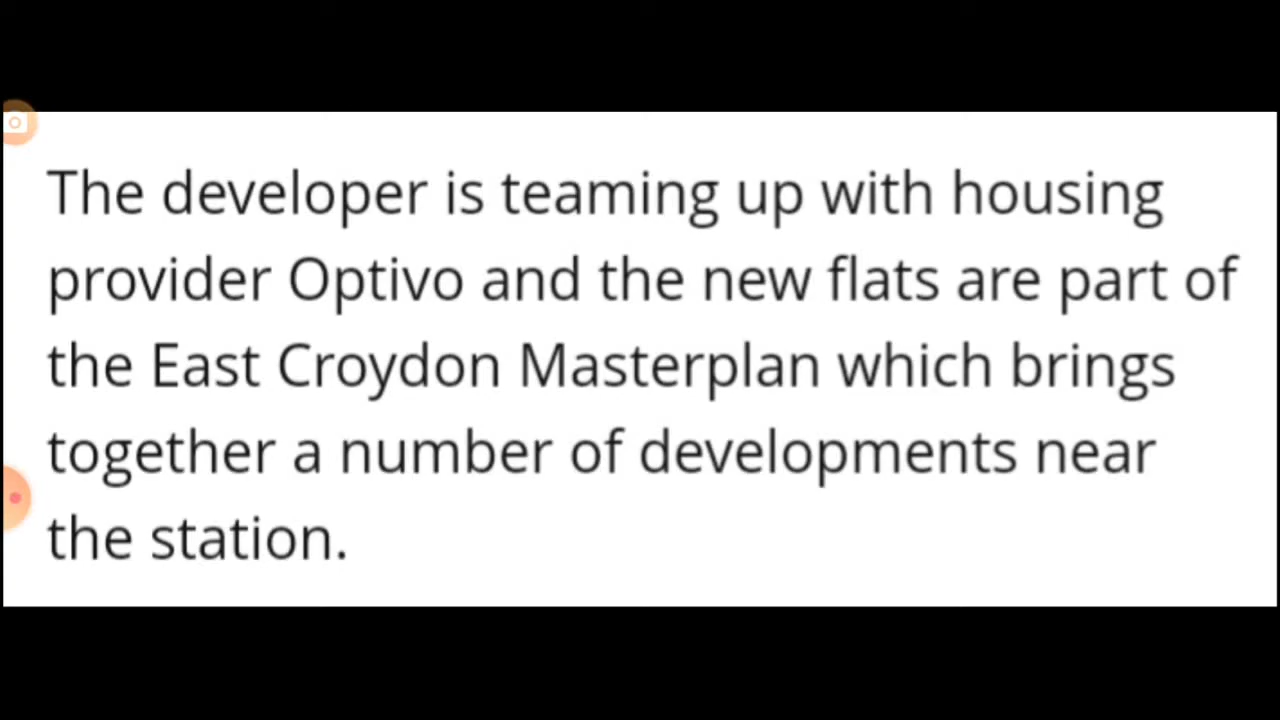 The developer is teaming up with housing
provider Optivo and the new flats are part of
the East Croydon Masterplan which brings
together a number of developments near
the station.